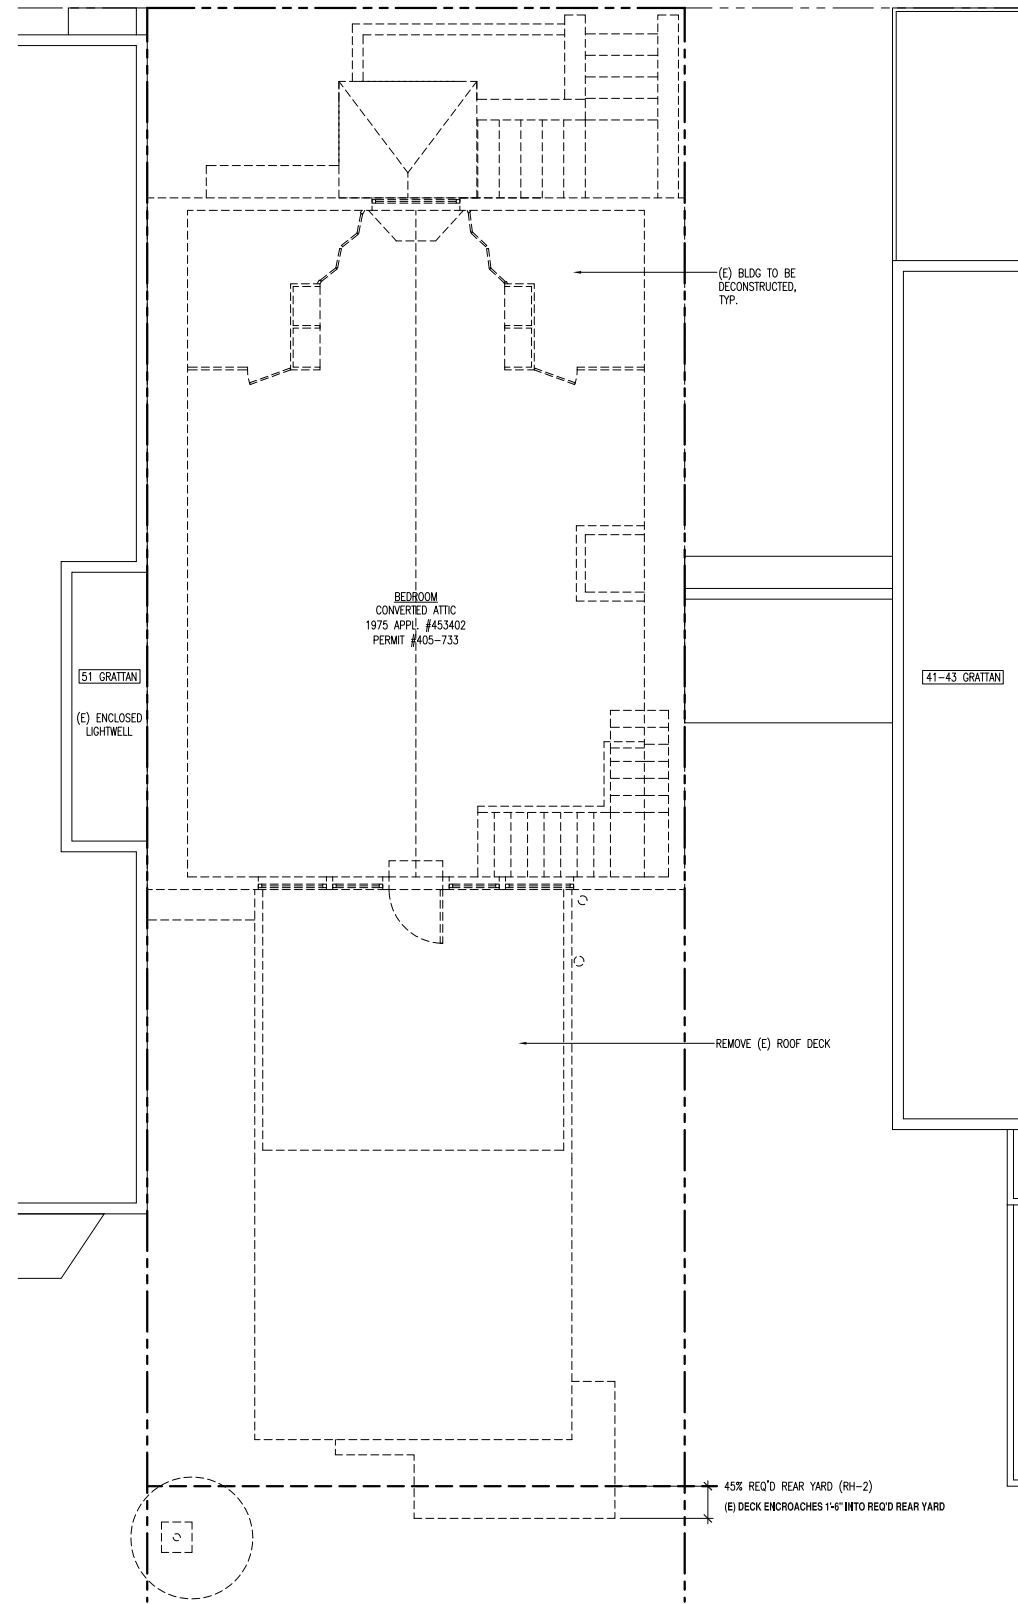 (E) BLDG TO BE
DECONSTRUCTED,
TYP.
BEDROOM
CONVERTED ATTIC
1975 APPL. #453402
PERMIT #405-733
51 GRATTAN
(E) ENCLOSED
LIGHTWELL
41-43 GRATTAN
REMOVE (E) ROOF DECK
45% REQ'D REAR YARD (RH-2)
(E) DECK ENCROACHES 1'-6" INTO REQ'D REAR YARD